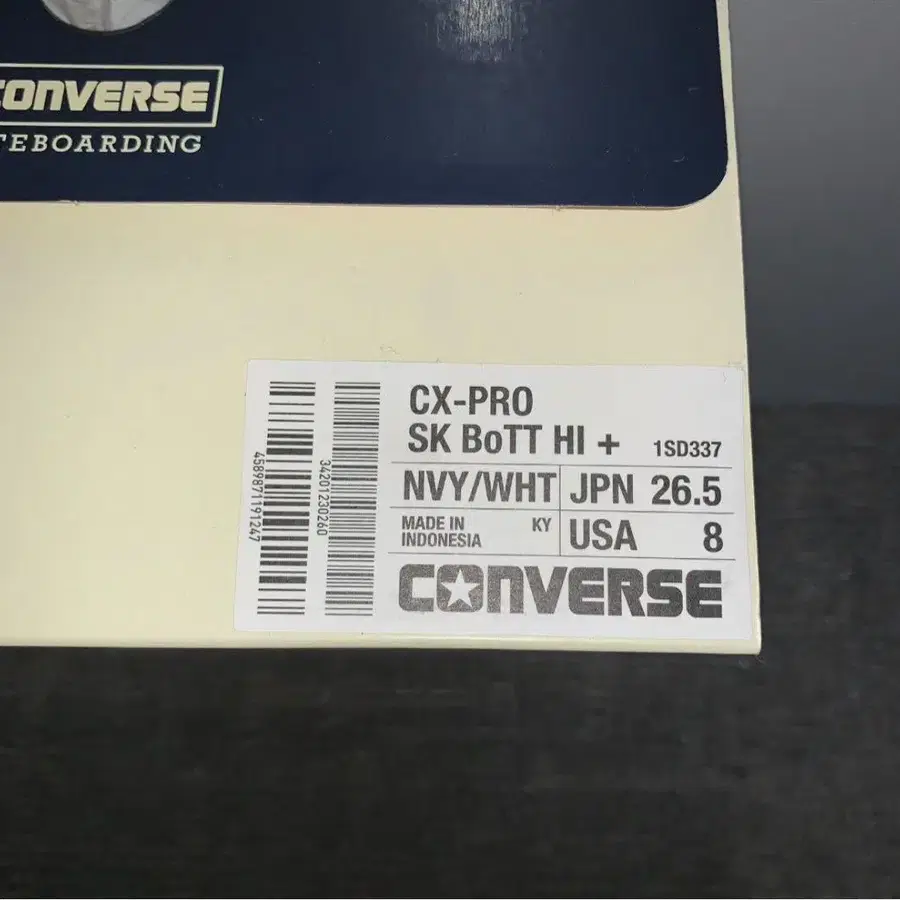 CONVERSE
TEBOARDING
CX-PRO
SK BoTT HI + 1SD337
NVY/WHT JPN 26.5
MADE IN INDONESIA KY USA 8
CONVERSE
4589871191247
34201230260